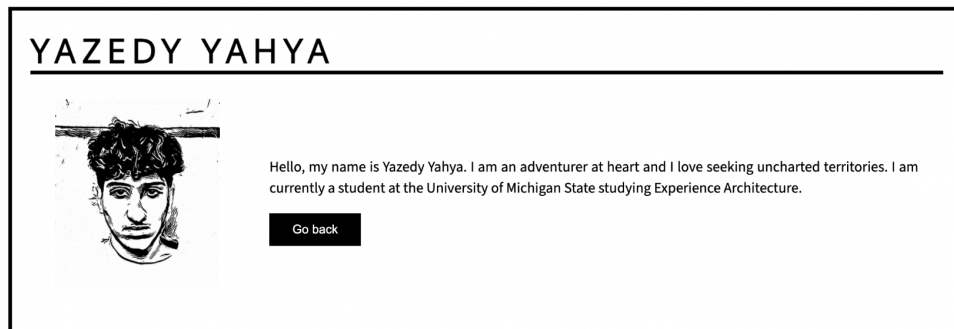 YAZEDY YAHYA
Hello, my name is Yazedy Yahya. I am an adventurer at heart and I love seeking uncharted territories. I am
currently a student at the University of Michigan State studying Experience Architecture.
Go back